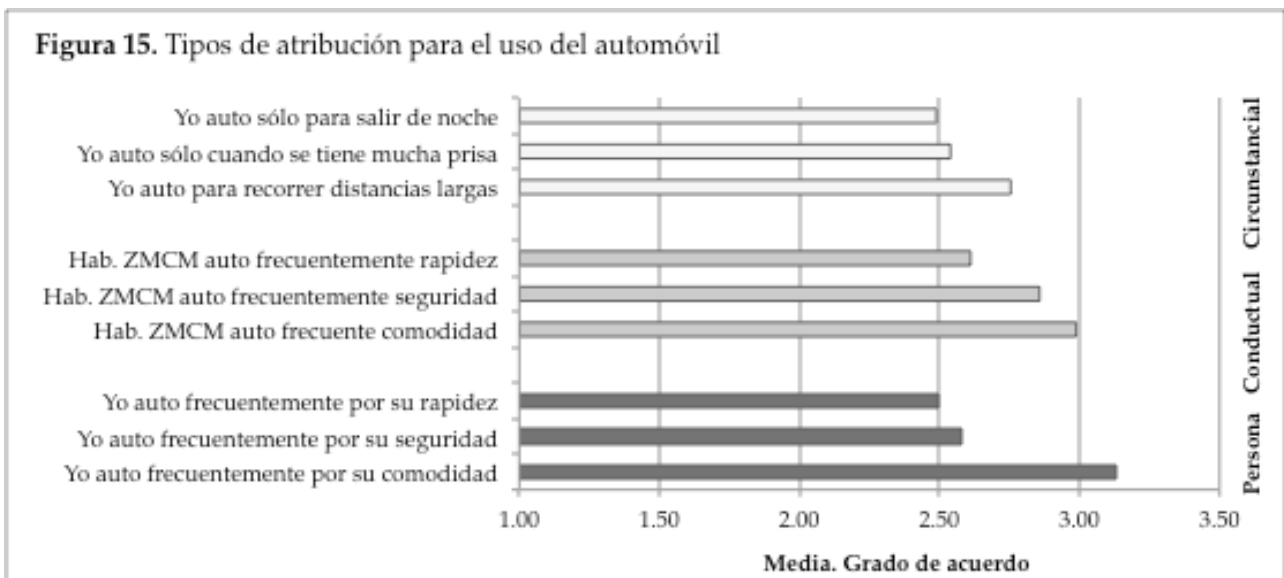 Figura 15. Tipos de atribución para el uso del automóvil
Yo auto sólo para salir de noche
Yo auto sólo cuando se tiene mucha prisa
Yo auto para recorrer distancias largas
Circunstancial
Hab. ZMCM auto frecuentemente rapidez
Hab. ZMCM auto frecuentemente seguridad
Hab. ZMCM auto frecuente comodidad
Conductual
Yo auto frecuentemente por su rapidez
Yo auto frecuentemente por su seguridad
Yo auto frecuentemente por su comodidad
Persona
1.00 1.50 2.00 2.50 3.00 3.50
Media. Grado de acuerdo